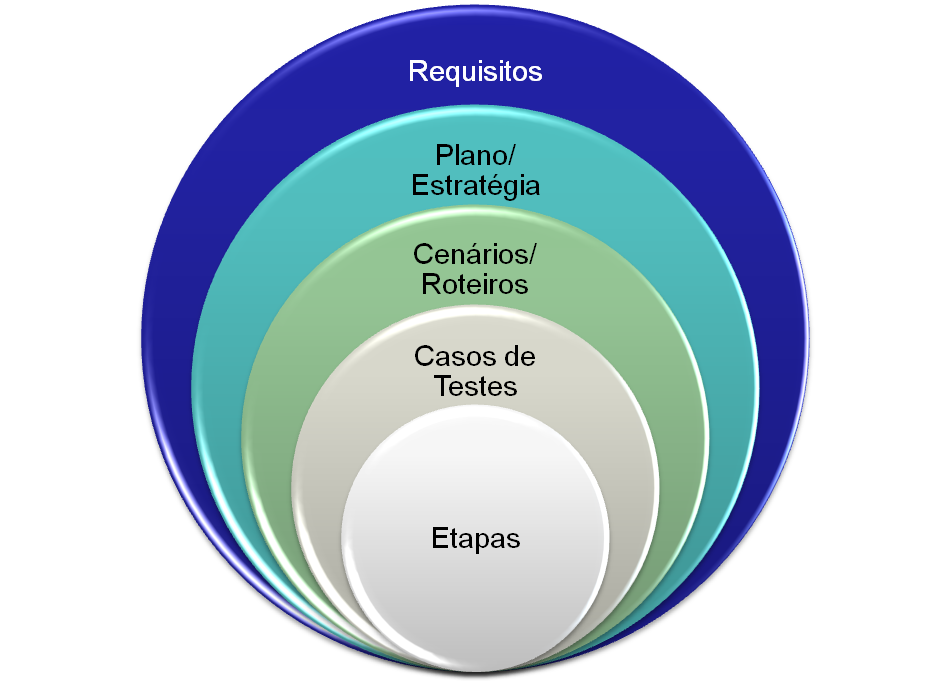 Requisitos
Plano/
Estratégia
Cenários/
Roteiros
Casos de
Testes
Etapas